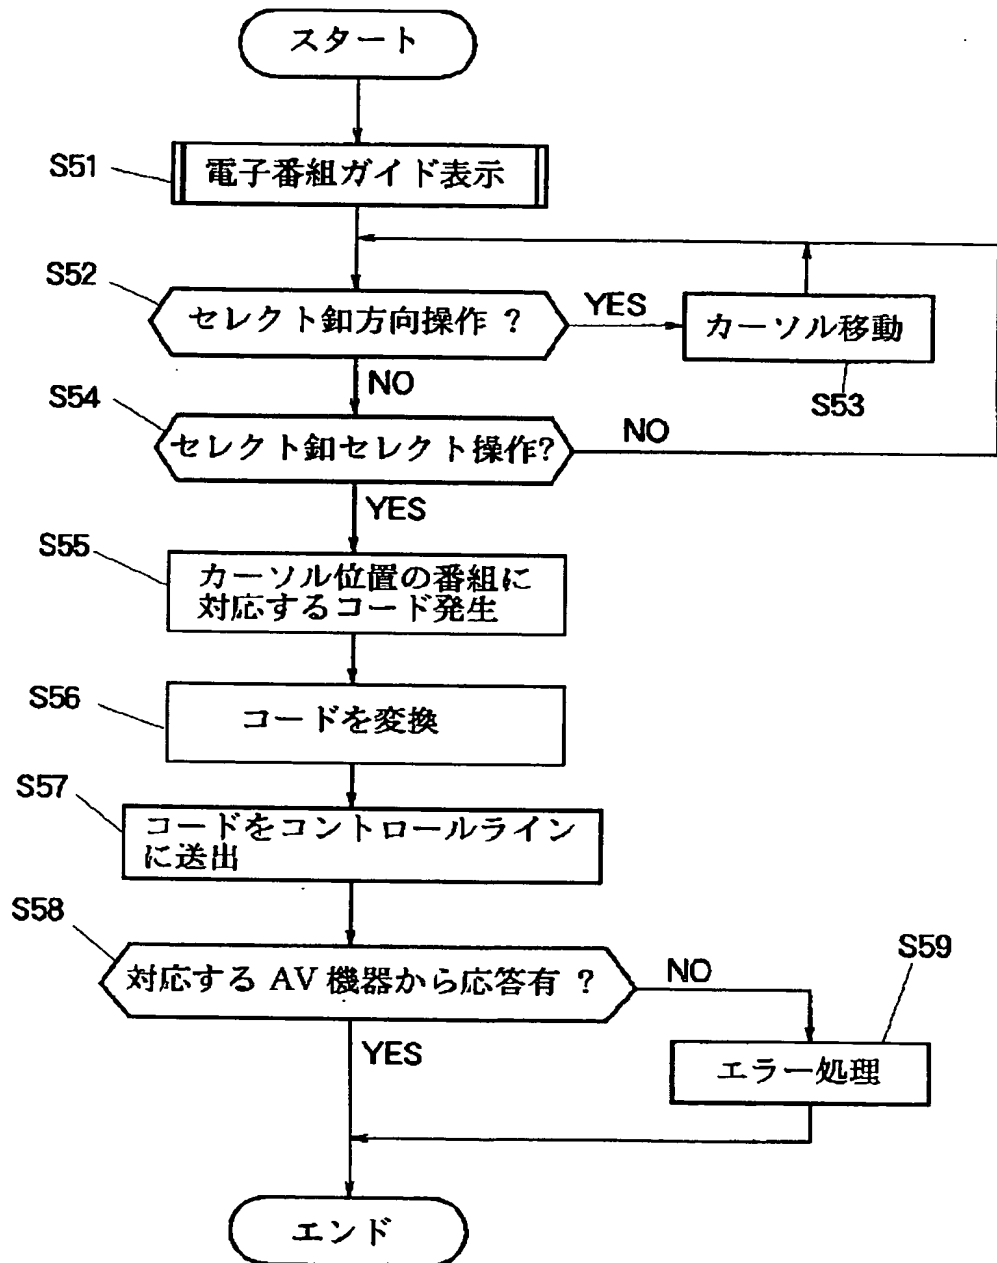 スタート
S51
電子番組ガイド表示
S52
セレクト釦方向操作 ?
YES
カーソル移動
S53
NO
S54
セレクト釦セレクト操作?
NO
YES
S55
カーソル位置の番組に
対応するコード発生
S56
コードを変換
S57
コードをコントロールライン
に送出
S58
対応する AV 機器から応答有 ?
NO
S59
YES
エラー処理
エンド